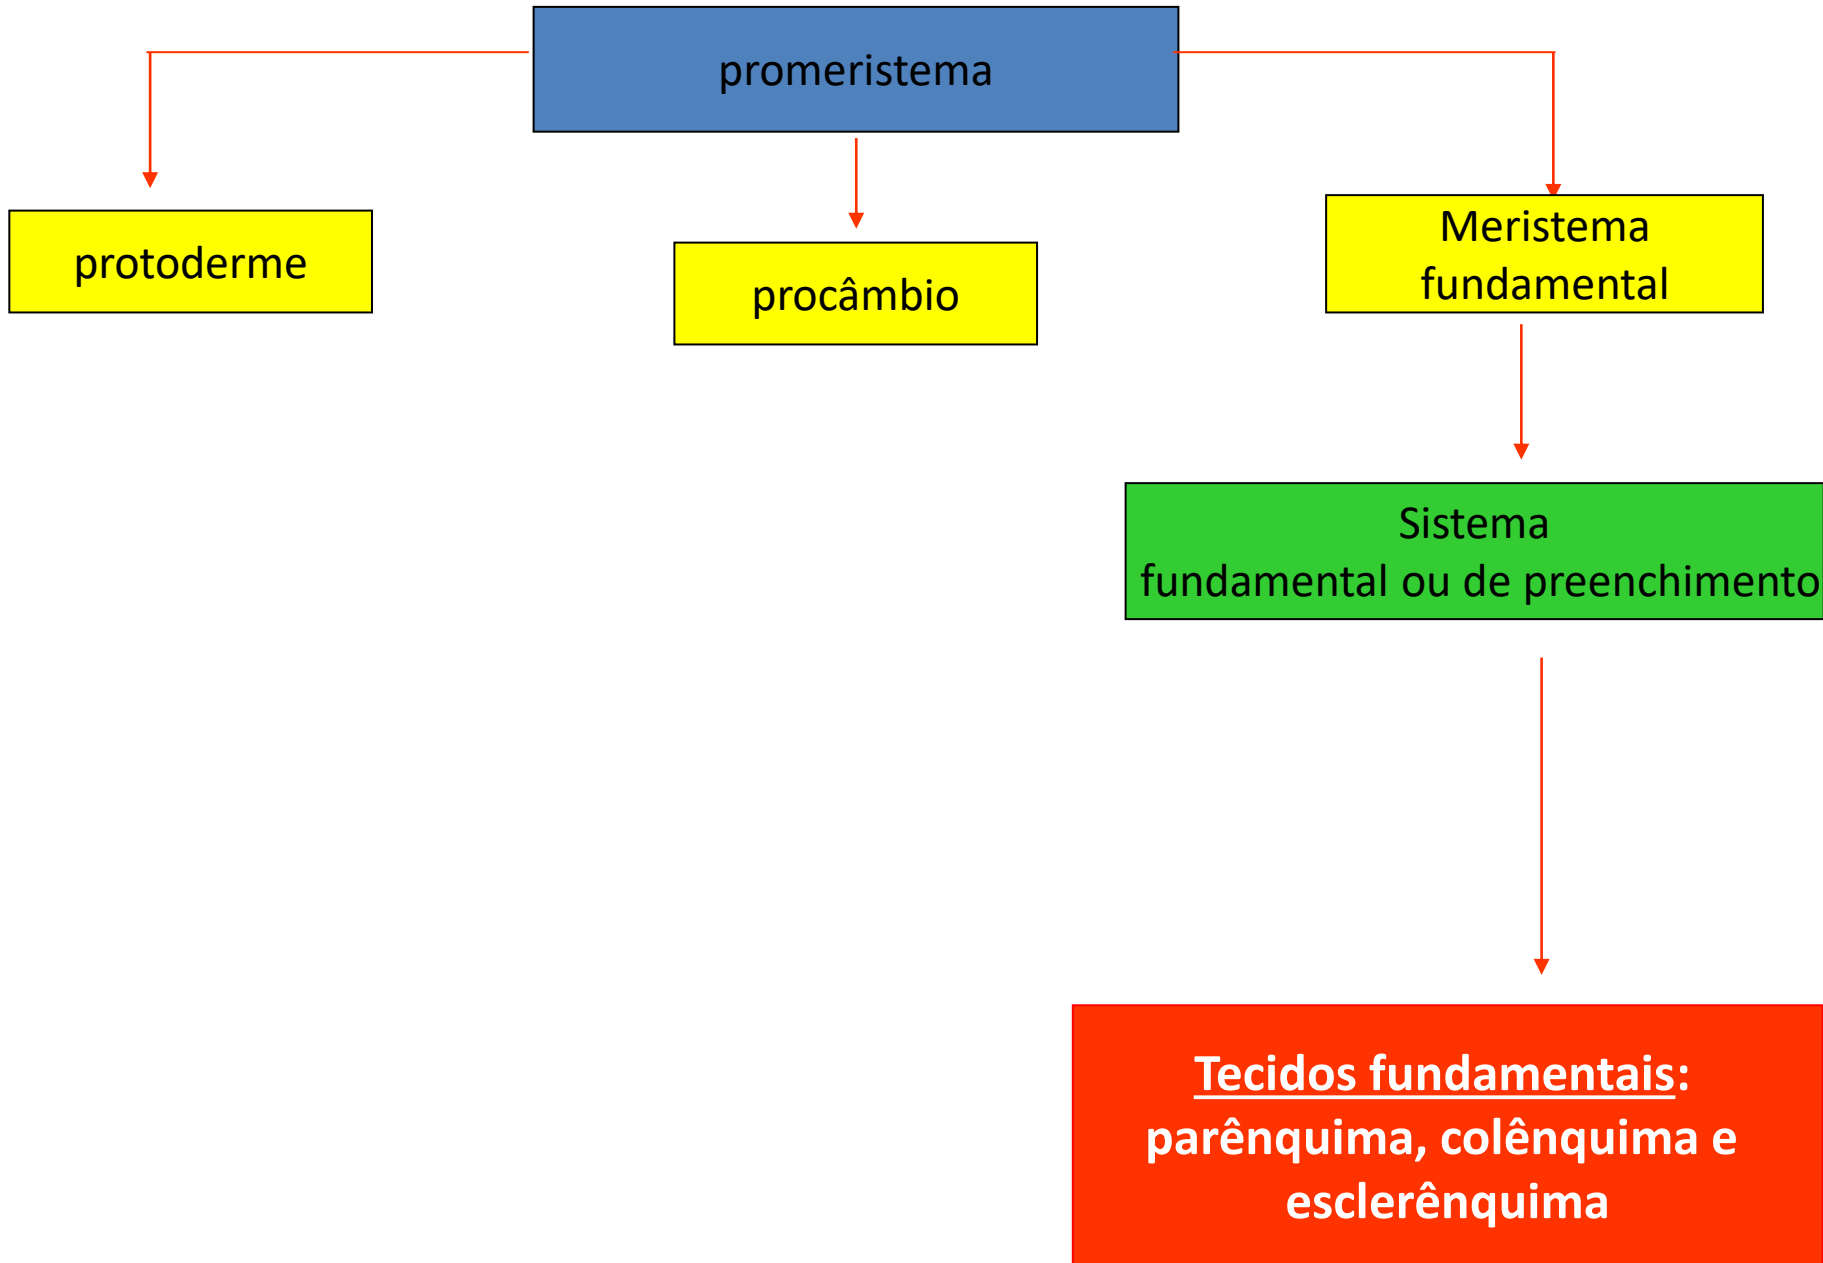 promeristema
protoderme
procâmbio
Meristema
fundamental
Sistema
fundamental ou de preenchimento
Tecidos fundamentais:
parênquima, colênquima e
esclerênquima